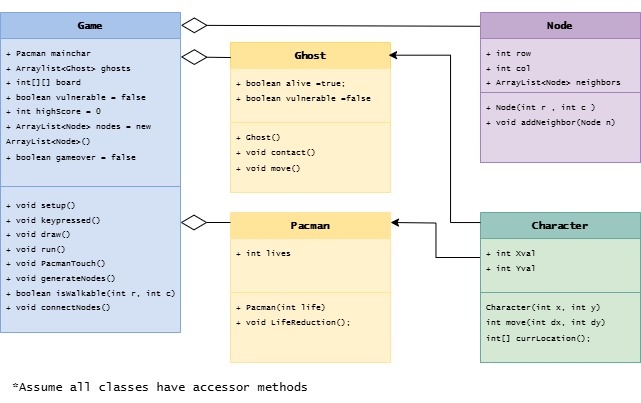 Game
+ Pacman mainchar
+ Arraylist<Ghost> ghosts
+ int[][] board
+ boolean vulnerable = false
+ int highScore = 0
+ ArrayList<Node> nodes = new
ArrayList<Node>()
+ boolean gameover = false
+ void setup()
+ void keypressed()
+ void draw()
+ void run()
+ void PacmanTouch()
+ void generateNodes()
+ boolean isWalkable(int r, int c)
+ void connectNodes()
Ghost
+ boolean alive =true;
+ boolean vulnerable =false
+ Ghost()
+ void contact()
+ void move()
Pacman
+ int lives
+ Pacman(int life)
+ void LifeReduction();
Node
+ int row
+ int col
+ ArrayList<Node> neighbors
+ Node(int r , int c )
+ void addNeighbor(Node n)
Character
+ int Xval
+ int Yval
Character(int x, int y)
int move(int dx, int dy)
int[] currLocation();
*Assume all classes have accessor methods